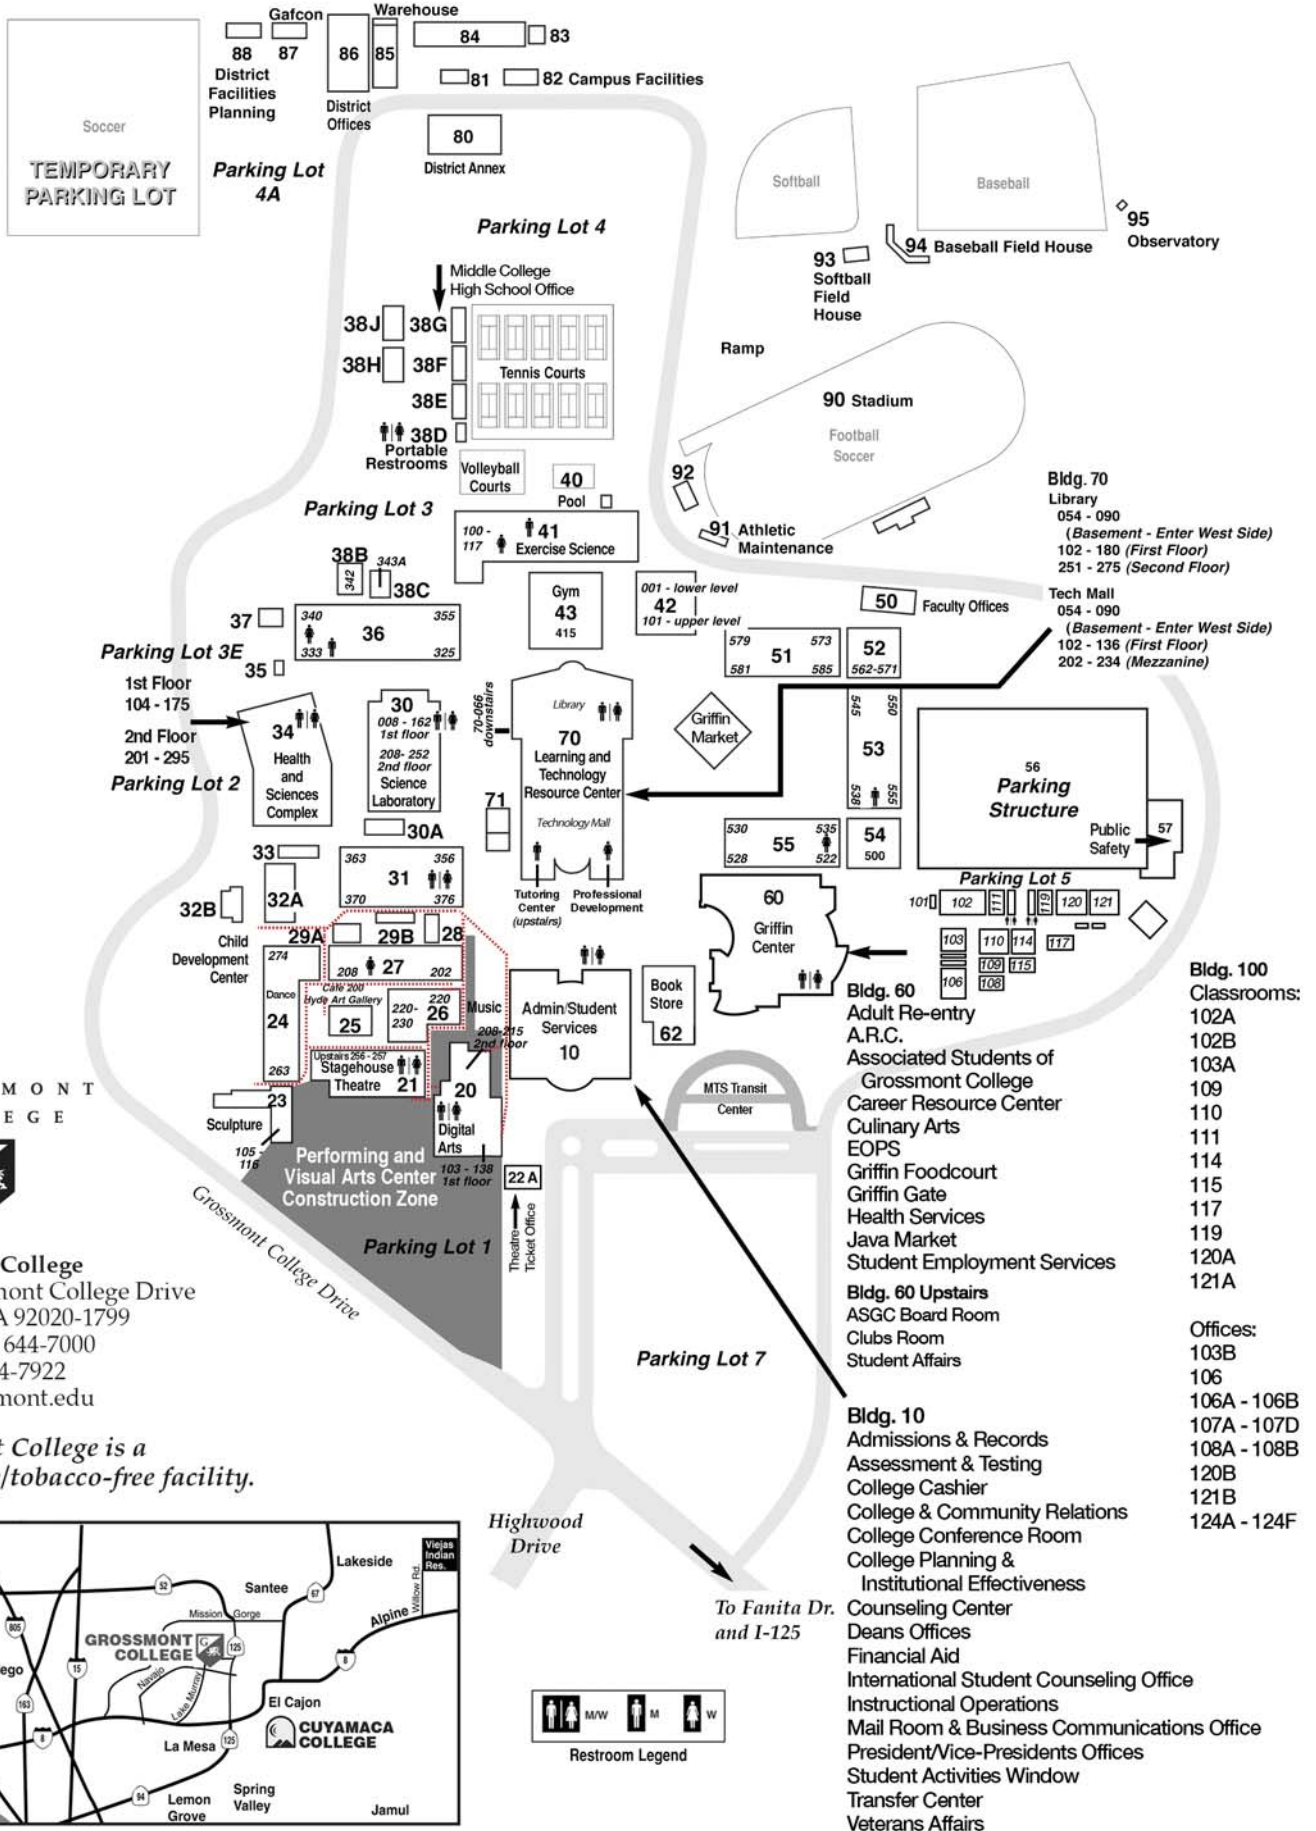 Gafcon
Warehouse
88
87
86
85
84
83
District
Facilities
Planning
District
Offices
81
82 Campus Facilities
80
District Annex
Soccer
TEMPORARY
PARKING LOT
Parking Lot
4A
Parking Lot 4
Softball
Baseball
95
Observatory
94 Baseball Field House
93
Softball
Field
House
Middle College
High School Office
38J
38G
38H
38F
38E
38D
Portable
Restrooms
Tennis Courts
Volleyball
Courts
40
Pool
Ramp
90 Stadium
Football
Soccer
92
91 Athletic
Maintenance
Parking Lot 3
100 -
117
41
Exercise Science
38B
342
343A
38C
37
340
355
36
333
325
Parking Lot 3E
35
Gym
43
415
001 - lower level
42
101 - upper level
50 Faculty Offices
579
573
51
581
585
52
562-571
Bldg. 70
Library
054 - 090
(Basement - Enter West Side)
102 - 180 (First Floor)
251 - 275 (Second Floor)
Tech Mall
054 - 090
(Basement - Enter West Side)
102 - 136 (First Floor)
202 - 234 (Mezzanine)
1st Floor
104 - 175
2nd Floor
201 - 295
Parking Lot 2
34
Health
and
Sciences
Complex
30
008 - 162
1st floor
208- 252
2nd floor
Science
Laboratory
30A
70-066
downstairs
Library
70
Learning and
Technology
Resource Center
Technology Mall
71
Tutoring
Center
(upstairs)
Professional
Development
Griffin
Market
545
550
53
538
555
56
Parking
Structure
Public
Safety
57
530
535
55
528
522
54
500
33
363
356
31
370
376
32A
32B
Child
Development
Center
29A
29B
28
274
Dance
24
263
208
27
202
Cafe 200
Hyde Art Gallery
25
220
26
220-
230
Music
208-215
2nd floor
Upstairs 256 - 257
Stagehouse
Theatre
21
20
Digital
Arts
103 - 138
1st floor
23
Sculpture
105 -
116
Performing and
Visual Arts Center
Construction Zone
Parking Lot 1
22 A
Theatre
Ticket Office
Admin/Student
Services
10
Book
Store
62
60
Griffin
Center
MTS Transit
Center
Parking Lot 5
101
102
111
119
120
121
103
110
114
117
109
115
106
108
Bldg. 60
Adult Re-entry
A.R.C.
Associated Students of
Grossmont College
Career Resource Center
Culinary Arts
EOPS
Griffin Foodcourt
Griffin Gate
Health Services
Java Market
Student Employment Services
Bldg. 60 Upstairs
ASGC Board Room
Clubs Room
Student Affairs
Bldg. 100
Classrooms:
102A
102B
103A
109
110
111
114
115
117
119
120A
121A
Offices:
103B
106
106A - 106B
107A - 107D
108A - 108B
120B
121B
124A - 124F
Bldg. 10
Admissions & Records
Assessment & Testing
College Cashier
College & Community Relations
College Conference Room
College Planning &
Institutional Effectiveness
Counseling Center
Deans Offices
Financial Aid
International Student Counseling Office
Instructional Operations
Mail Room & Business Communications Office
President/Vice-Presidents Offices
Student Activities Window
Transfer Center
Veterans Affairs
Grossmont College Drive
Parking Lot 7
Highwood
Drive
To Fanita Dr.
and I-125
M O N T
E G E
College
mont College Drive
A 92020-1799
644-7000
4-7922
mont.edu
t College is a
/tobacco-free facility.
Lakeside
Viejas
Indian
Res.
Willow Rd.
52
Santee
67
Mission Gorge
Alpine
805
GROSSMONT
COLLEGE
G
125
15
Navajo
Lake Murray
8
ego
163
El Cajon
CUYAMACA
COLLEGE
8
La Mesa
125
94
Lemon
Grove
Spring
Valley
Jamul
M/W
M
W
Restroom Legend